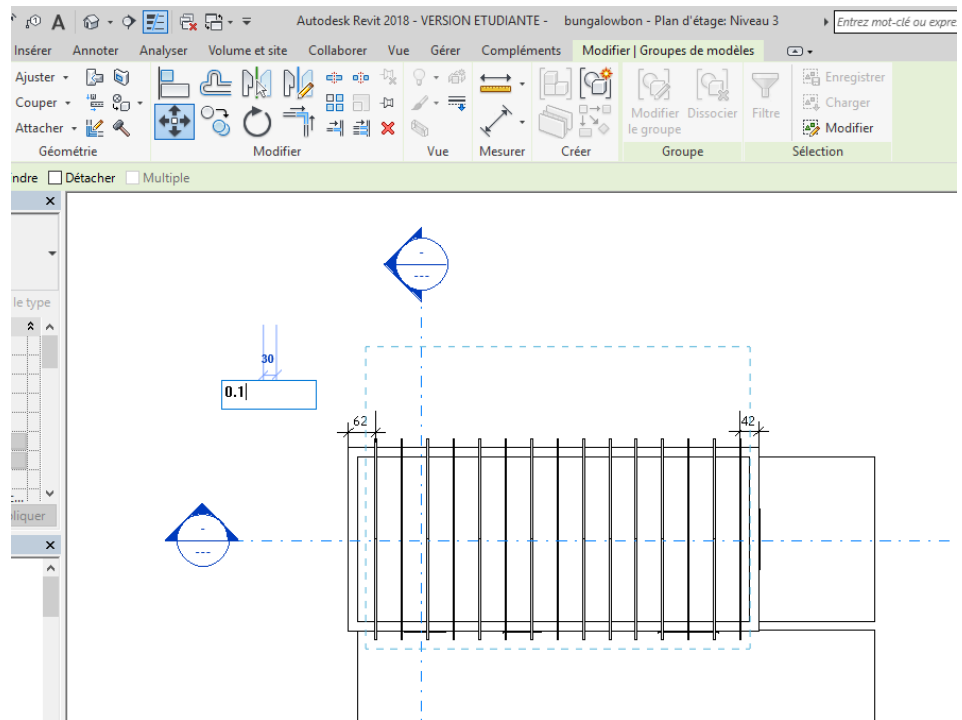 A Autodesk Revit 2018 - VERSION ETUDIANTE - bungalowbon - Plan d'étage: Niveau 3 Entrez mot-clé ou expre
Insérer Annoter Analyser Volume et site Collaborer Vue Gérer Compléments Modifier | Groupes de modèles
Ajuster Enregistrer
Couper Modifier Dissocier Filtre Charger
Attacher le groupe Modifier
Géométrie Modifier Vue Mesurer Créer Groupe Sélection
ndre Détacher Multiple
-
---
le type
30
0.1
62 42
...
liquer
-
---